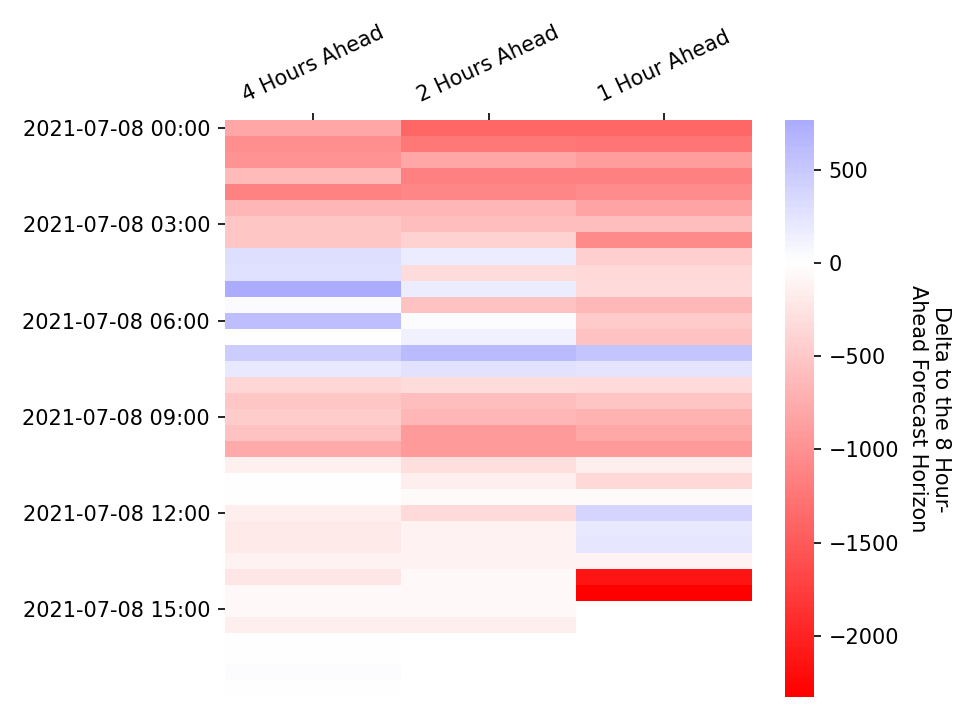 4 Hours Ahead
2 Hours Ahead
1 Hour Ahead
2021-07-08 00:00
2021-07-08 03:00
2021-07-08 06:00
2021-07-08 09:00
2021-07-08 12:00
2021-07-08 15:00
500
0
−500
−1000
−1500
−2000
Delta to the 8 Hour-
Ahead Forecast Horizon